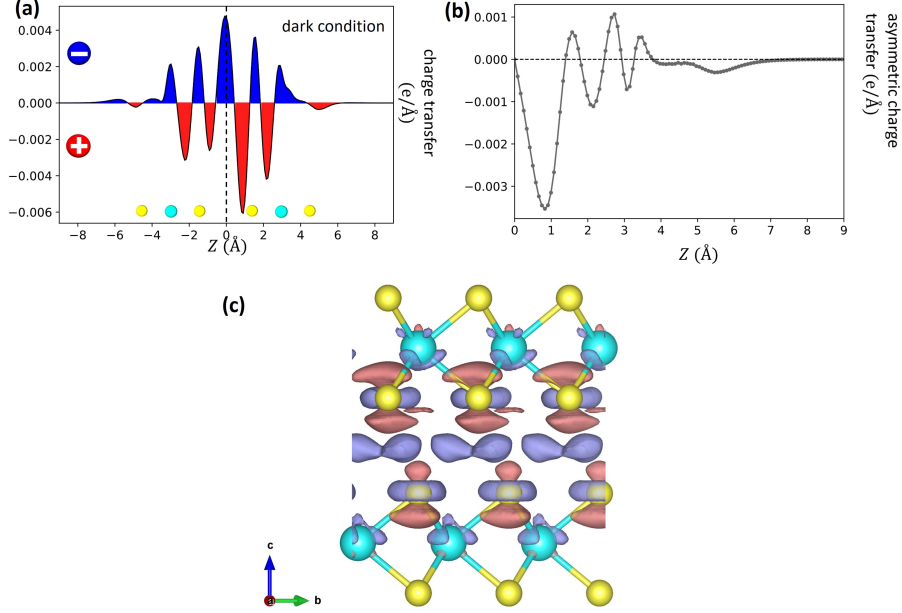 (a)
dark condition
0.004
0.002
0.000
−0.002
−0.004
−0.006
−8
−6
−4
−2
0
2
4
6
8
Z (Å)
charge transfer
(e/Å)
(b)
0.001
0.000
−0.001
−0.003
0
1
2
3
4
5
6
7
8
9
Z (Å)
asymmetric charge
transfer (e/Å)
(c)
c
a
b